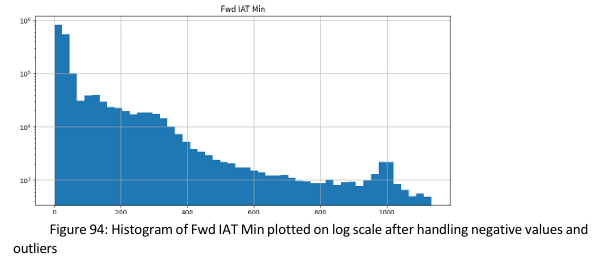 Fwd IAT Min
10⁶
10⁵
10⁴
10³
0 200 400 600 800 1000
Figure 94: Histogram of Fwd IAT Min plotted on log scale after handling negative values and
outliers